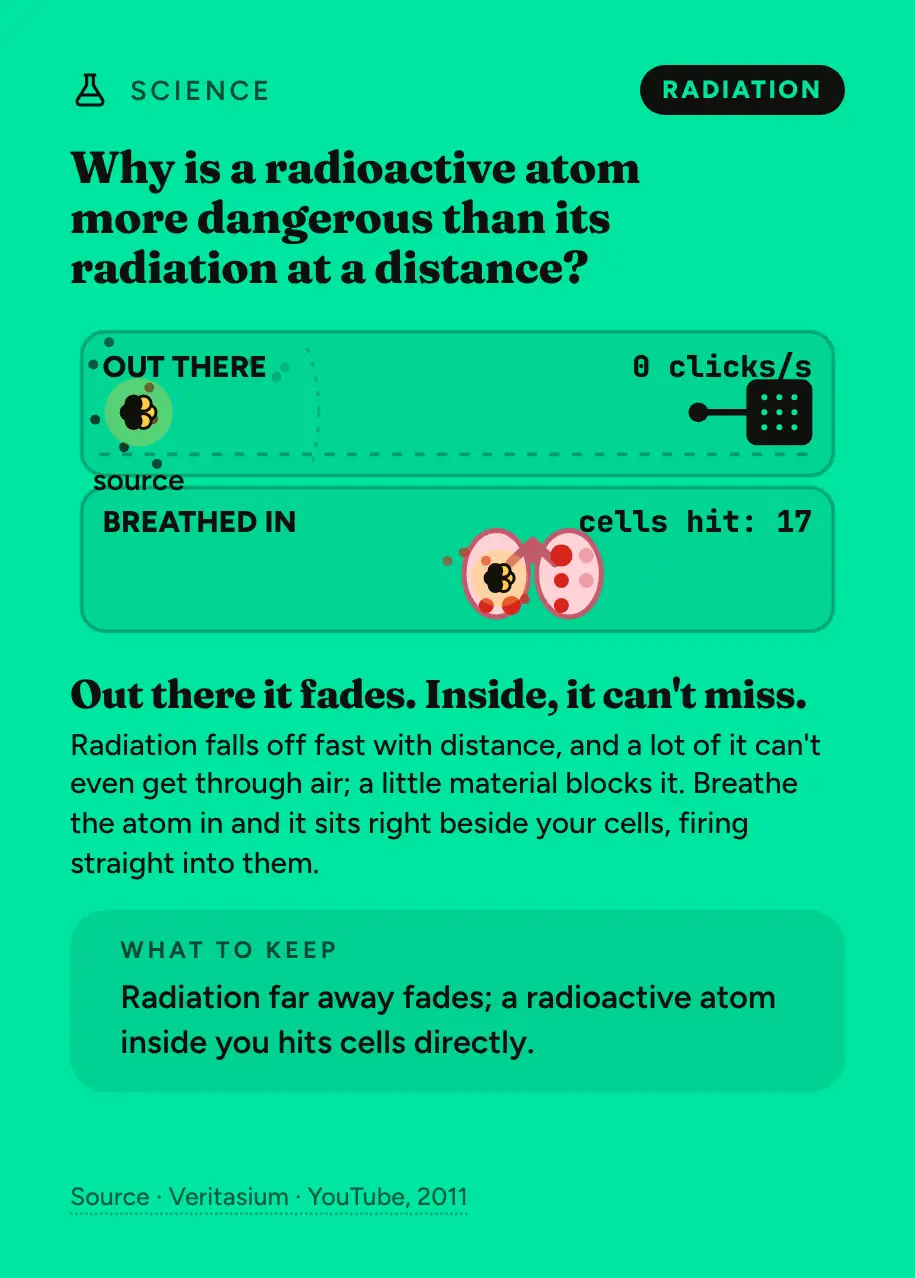 SCIENCE
RADIATION
Why is a radioactive atom
more dangerous than its
radiation at a distance?
OUT THERE
0 clicks/s
source
BREATHED IN
cells hit: 17
Out there it fades. Inside, it can't miss.
Radiation falls off fast with distance, and a lot of it can't
even get through air; a little material blocks it. Breathe
the atom in and it sits right beside your cells, firing
straight into them.
WHAT TO KEEP
Radiation far away fades; a radioactive atom
inside you hits cells directly.
Source · Veritasium · YouTube, 2011